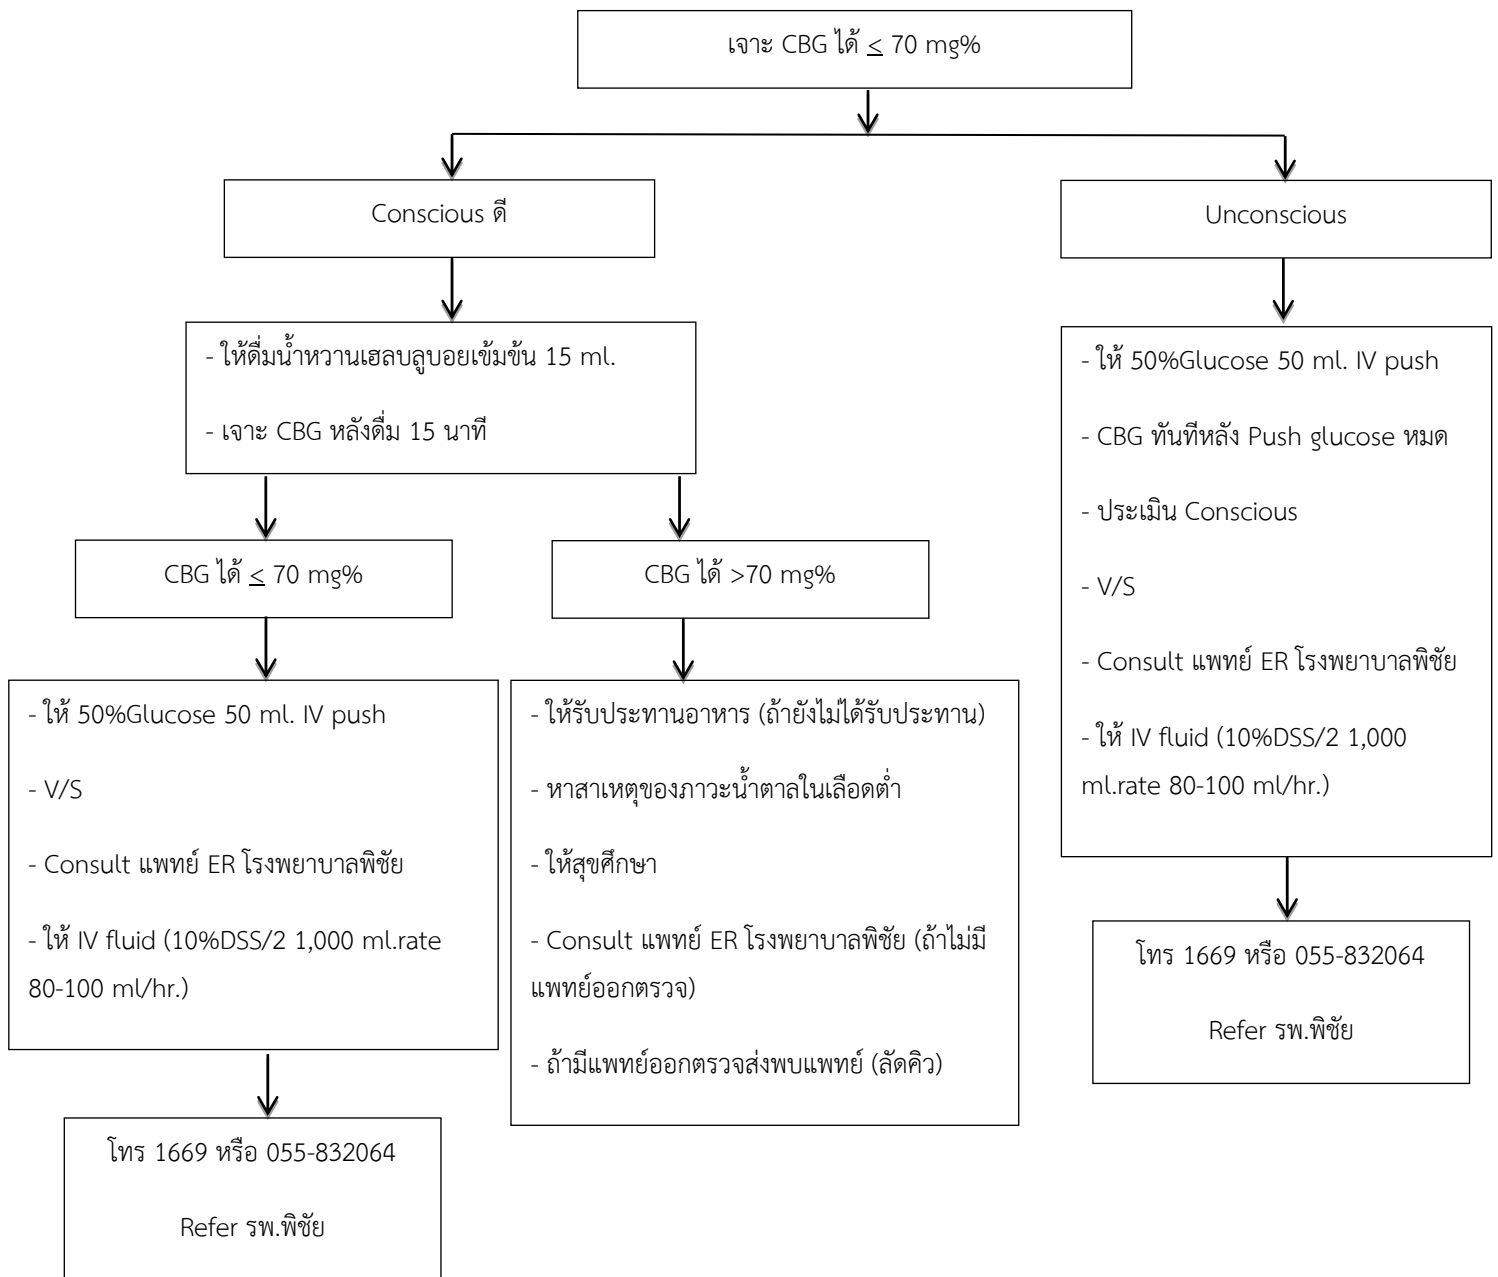 เจาะ CBG ได้ ≤ 70 mg%
Conscious ดี
Unconscious
- ให้ดื่มน้ำหวานเฮลบลูบอยเข้มข้น 15 ml.
- เจาะ CBG หลังดื่ม 15 นาที
CBG ได้ ≤ 70 mg%
CBG ได้ >70 mg%
- ให้ 50%Glucose 50 ml. IV push
- V/S
- Consult แพทย์ ER โรงพยาบาลพิชัย
- ให้ IV fluid (10%DSS/2 1,000 ml.rate
80-100 ml/hr.)
โทร 1669 หรือ 055-832064
Refer รพ.พิชัย
- ให้รับประทานอาหาร (ถ้ายังไม่ได้รับประทาน)
- หาสาเหตุของภาวะน้ำตาลในเลือดต่ำ
- ให้สุขศึกษา
- Consult แพทย์ ER โรงพยาบาลพิชัย (ถ้าไม่มี
แพทย์ออกตรวจ)
- ถ้ามีแพทย์ออกตรวจส่งพบแพทย์ (ลัดคิว)
- ให้ 50%Glucose 50 ml. IV push
- CBG ทันทีหลัง Push glucose หมด
- ประเมิน Conscious
- V/S
- Consult แพทย์ ER โรงพยาบาลพิชัย
- ให้ IV fluid (10%DSS/2 1,000
ml.rate 80-100 ml/hr.)
โทร 1669 หรือ 055-832064
Refer รพ.พิชัย